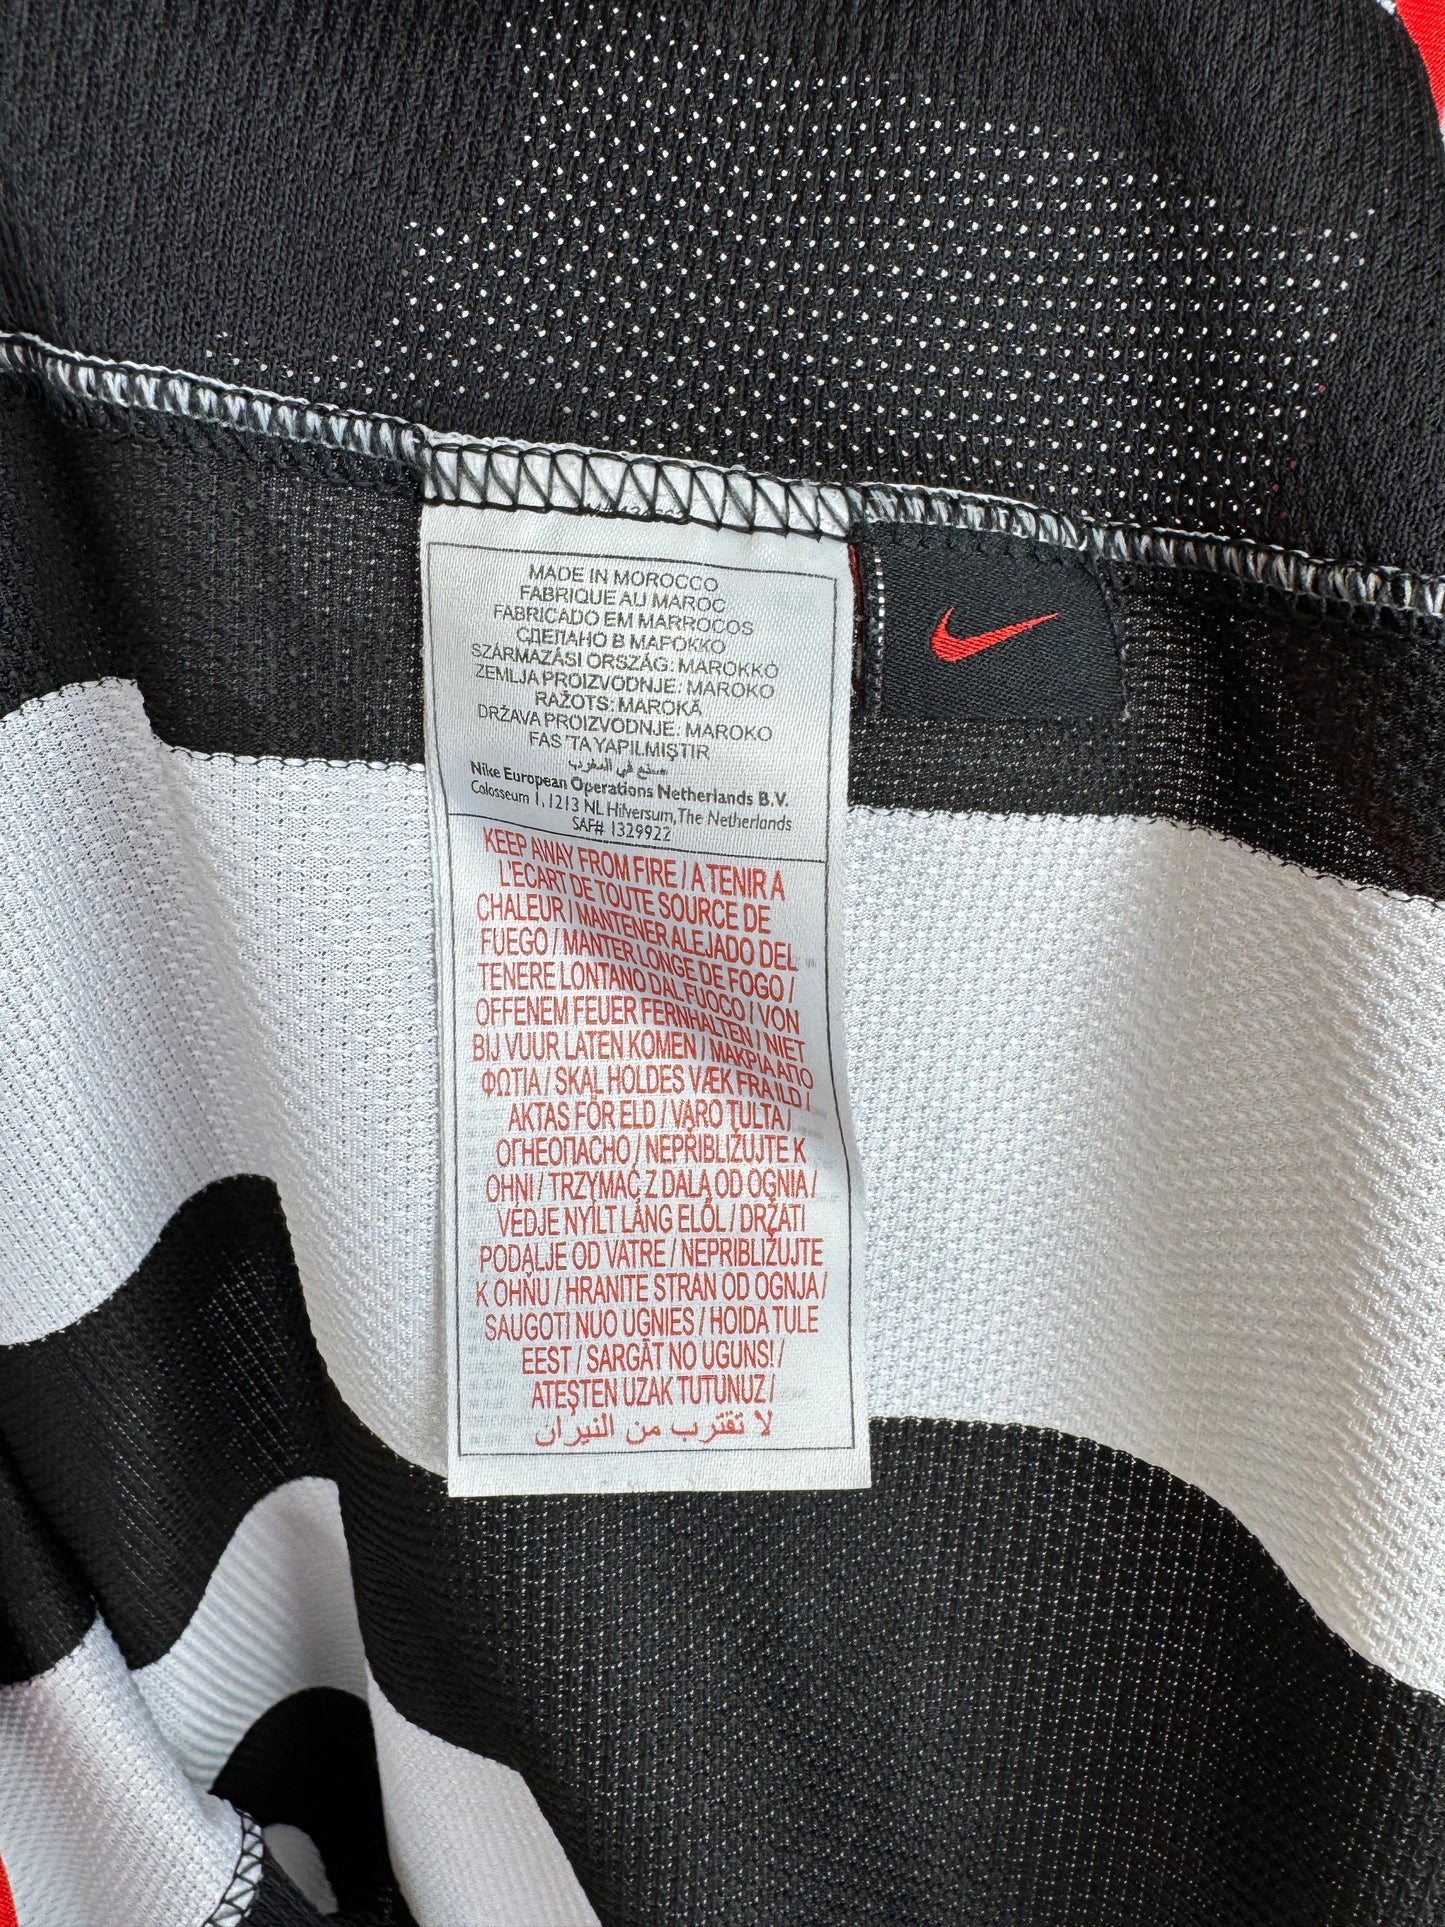 MADE IN MOROCCO
FABRIQUE AU MAROC
FABRICADO EM MARROCOS
СДЕЛАНО В МАРОККО
SZÁRMAZÁSI ORSZÁG: MAROKKÓ
ZEMLJA PROIZVODNJE: MAROKO
RAŽOTS: MAROKĀ
DRŽAVA PROIZVODNJE: MAROKO
FAS 'TA YAPILMIŞTIR
صنع في المغرب
Nike European Operations Netherlands B.V.
Colosseum 1, 1213 NL Hilversum, The Netherlands
SAF# 1329922
KEEP AWAY FROM FIRE / A TENIR A
L'ECART DE TOUTE SOURCE DE
CHALEUR / MANTENER ALEJADO DEL
FUEGO / MANTER LONGE DE FOGO /
TENERE LONTANO DAL FUOCO / VON
OFFENEM FEUER FERNHALTEN / NIET
BIJ VUUR LATEN KOMEN / ΜΑΚΡΙΑ ΑΠΟ
ΦΩΤΙΑ / SKAL HOLDES VÆK FRA ILD /
AKTAS FÖR ELD / VARO TULTA /
ОГНЕОПАСНО / NEPŘIBLIŽUJTE K
OHNI / TRZYMAĆ Z DALA OD OGNIA /
VÉDJE NYÍLT LÁNG ELŐL / DRŽATI
PODALJE OD VATRE / NEPRIBLIŽUJTE
K OHŇU / HRANITE STRAN OD OGNJA /
SAUGOTI NUO UGNIES / HOIDA TULE
EEST / SARGĀT NO UGUNS! /
ATEŞTEN UZAK TUTUNUZ /
لا تقترب من النيران